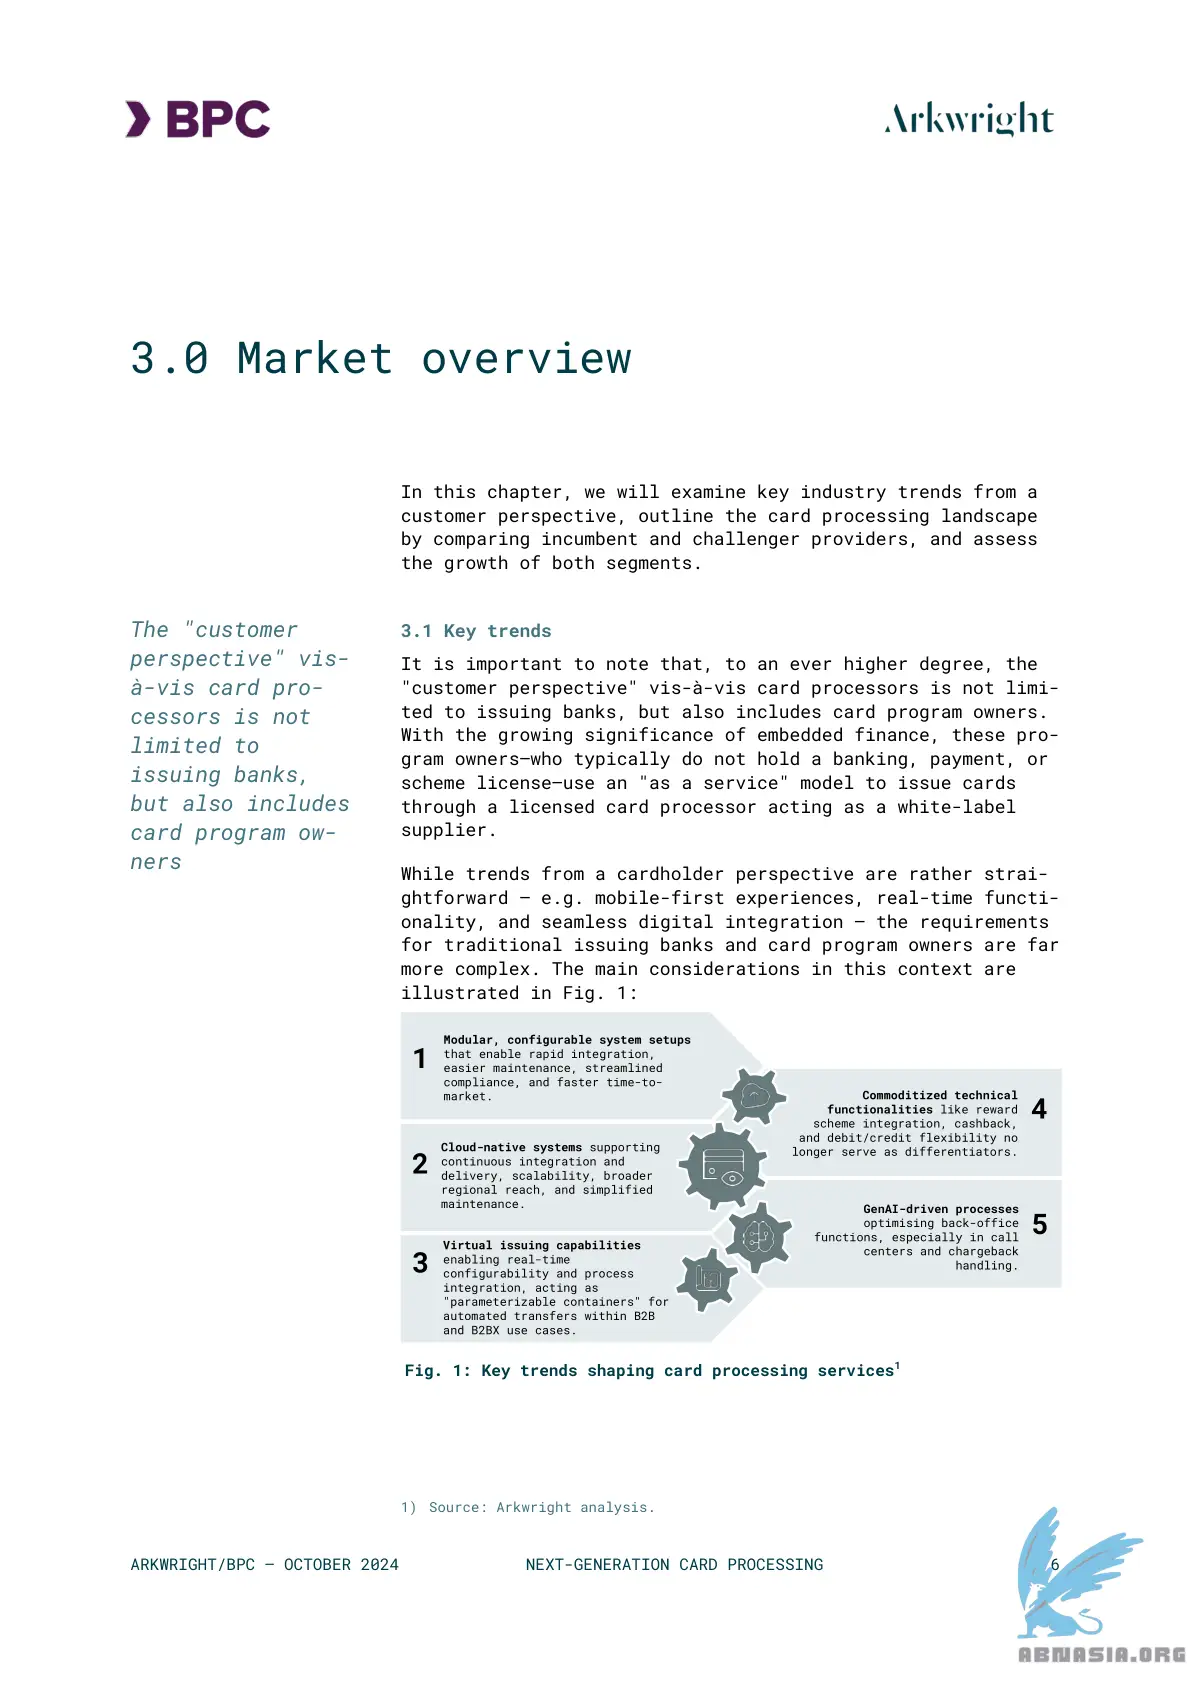 BPC
Arkwright
3.0 Market overview
In this chapter, we will examine key industry trends from a
customer perspective, outline the card processing landscape
by comparing incumbent and challenger providers, and assess
the growth of both segments.
The "customer
perspective" vis-
à-vis card pro-
cessors is not
limited to
issuing banks,
but also includes
card program ow-
ners
3.1 Key trends
It is important to note that, to an ever higher degree, the
"customer perspective" vis-à-vis card processors is not limi-
ted to issuing banks, but also includes card program owners.
With the growing significance of embedded finance, these pro-
gram owners—who typically do not hold a banking, payment, or
scheme license—use an "as a service" model to issue cards
through a licensed card processor acting as a white-label
supplier.
While trends from a cardholder perspective are rather strai-
ghtforward – e.g. mobile-first experiences, real-time functi-
onality, and seamless digital integration – the requirements
for traditional issuing banks and card program owners are far
more complex. The main considerations in this context are
illustrated in Fig. 1:
1
Modular, configurable system setups
that enable rapid integration,
easier maintenance, streamlined
compliance, and faster time-to-
market.
2
Cloud-native systems supporting
continuous integration and
delivery, scalability, broader
regional reach, and simplified
maintenance.
3
Virtual issuing capabilities
enabling real-time
configurability and process
integration, acting as
"parameterizable containers" for
automated transfers within B2B
and B2BX use cases.
Commoditized technical
functionalities like reward
scheme integration, cashback,
and debit/credit flexibility no
longer serve as differentiators.
4
GenAI-driven processes
optimising back-office
functions, especially in call
centers and chargeback
handling.
5
Fig. 1: Key trends shaping card processing services1
1) Source: Arkwright analysis.
ARKWRIGHT/BPC – OCTOBER 2024
NEXT-GENERATION CARD PROCESSING
6
ABNASIA.ORG